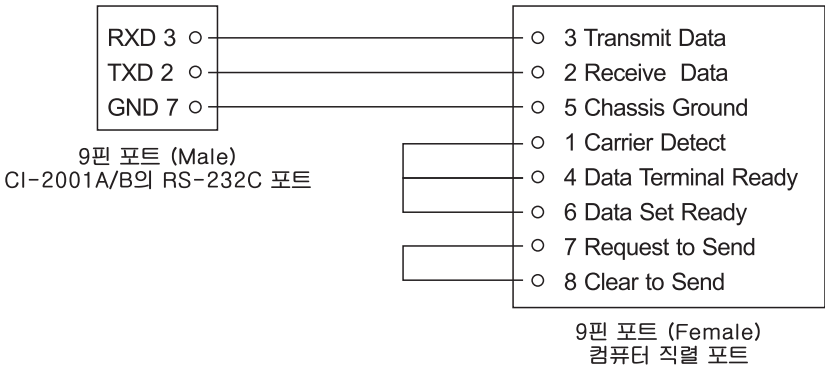 RXD 3
TXD 2
GND 7
9핀 포트 (Male)
CI-2001A/B의 RS-232C 포트
3 Transmit Data
2 Receive Data
5 Chassis Ground
1 Carrier Detect
4 Data Terminal Ready
6 Data Set Ready
7 Request to Send
8 Clear to Send
9핀 포트 (Female)
컴퓨터 직렬 포트